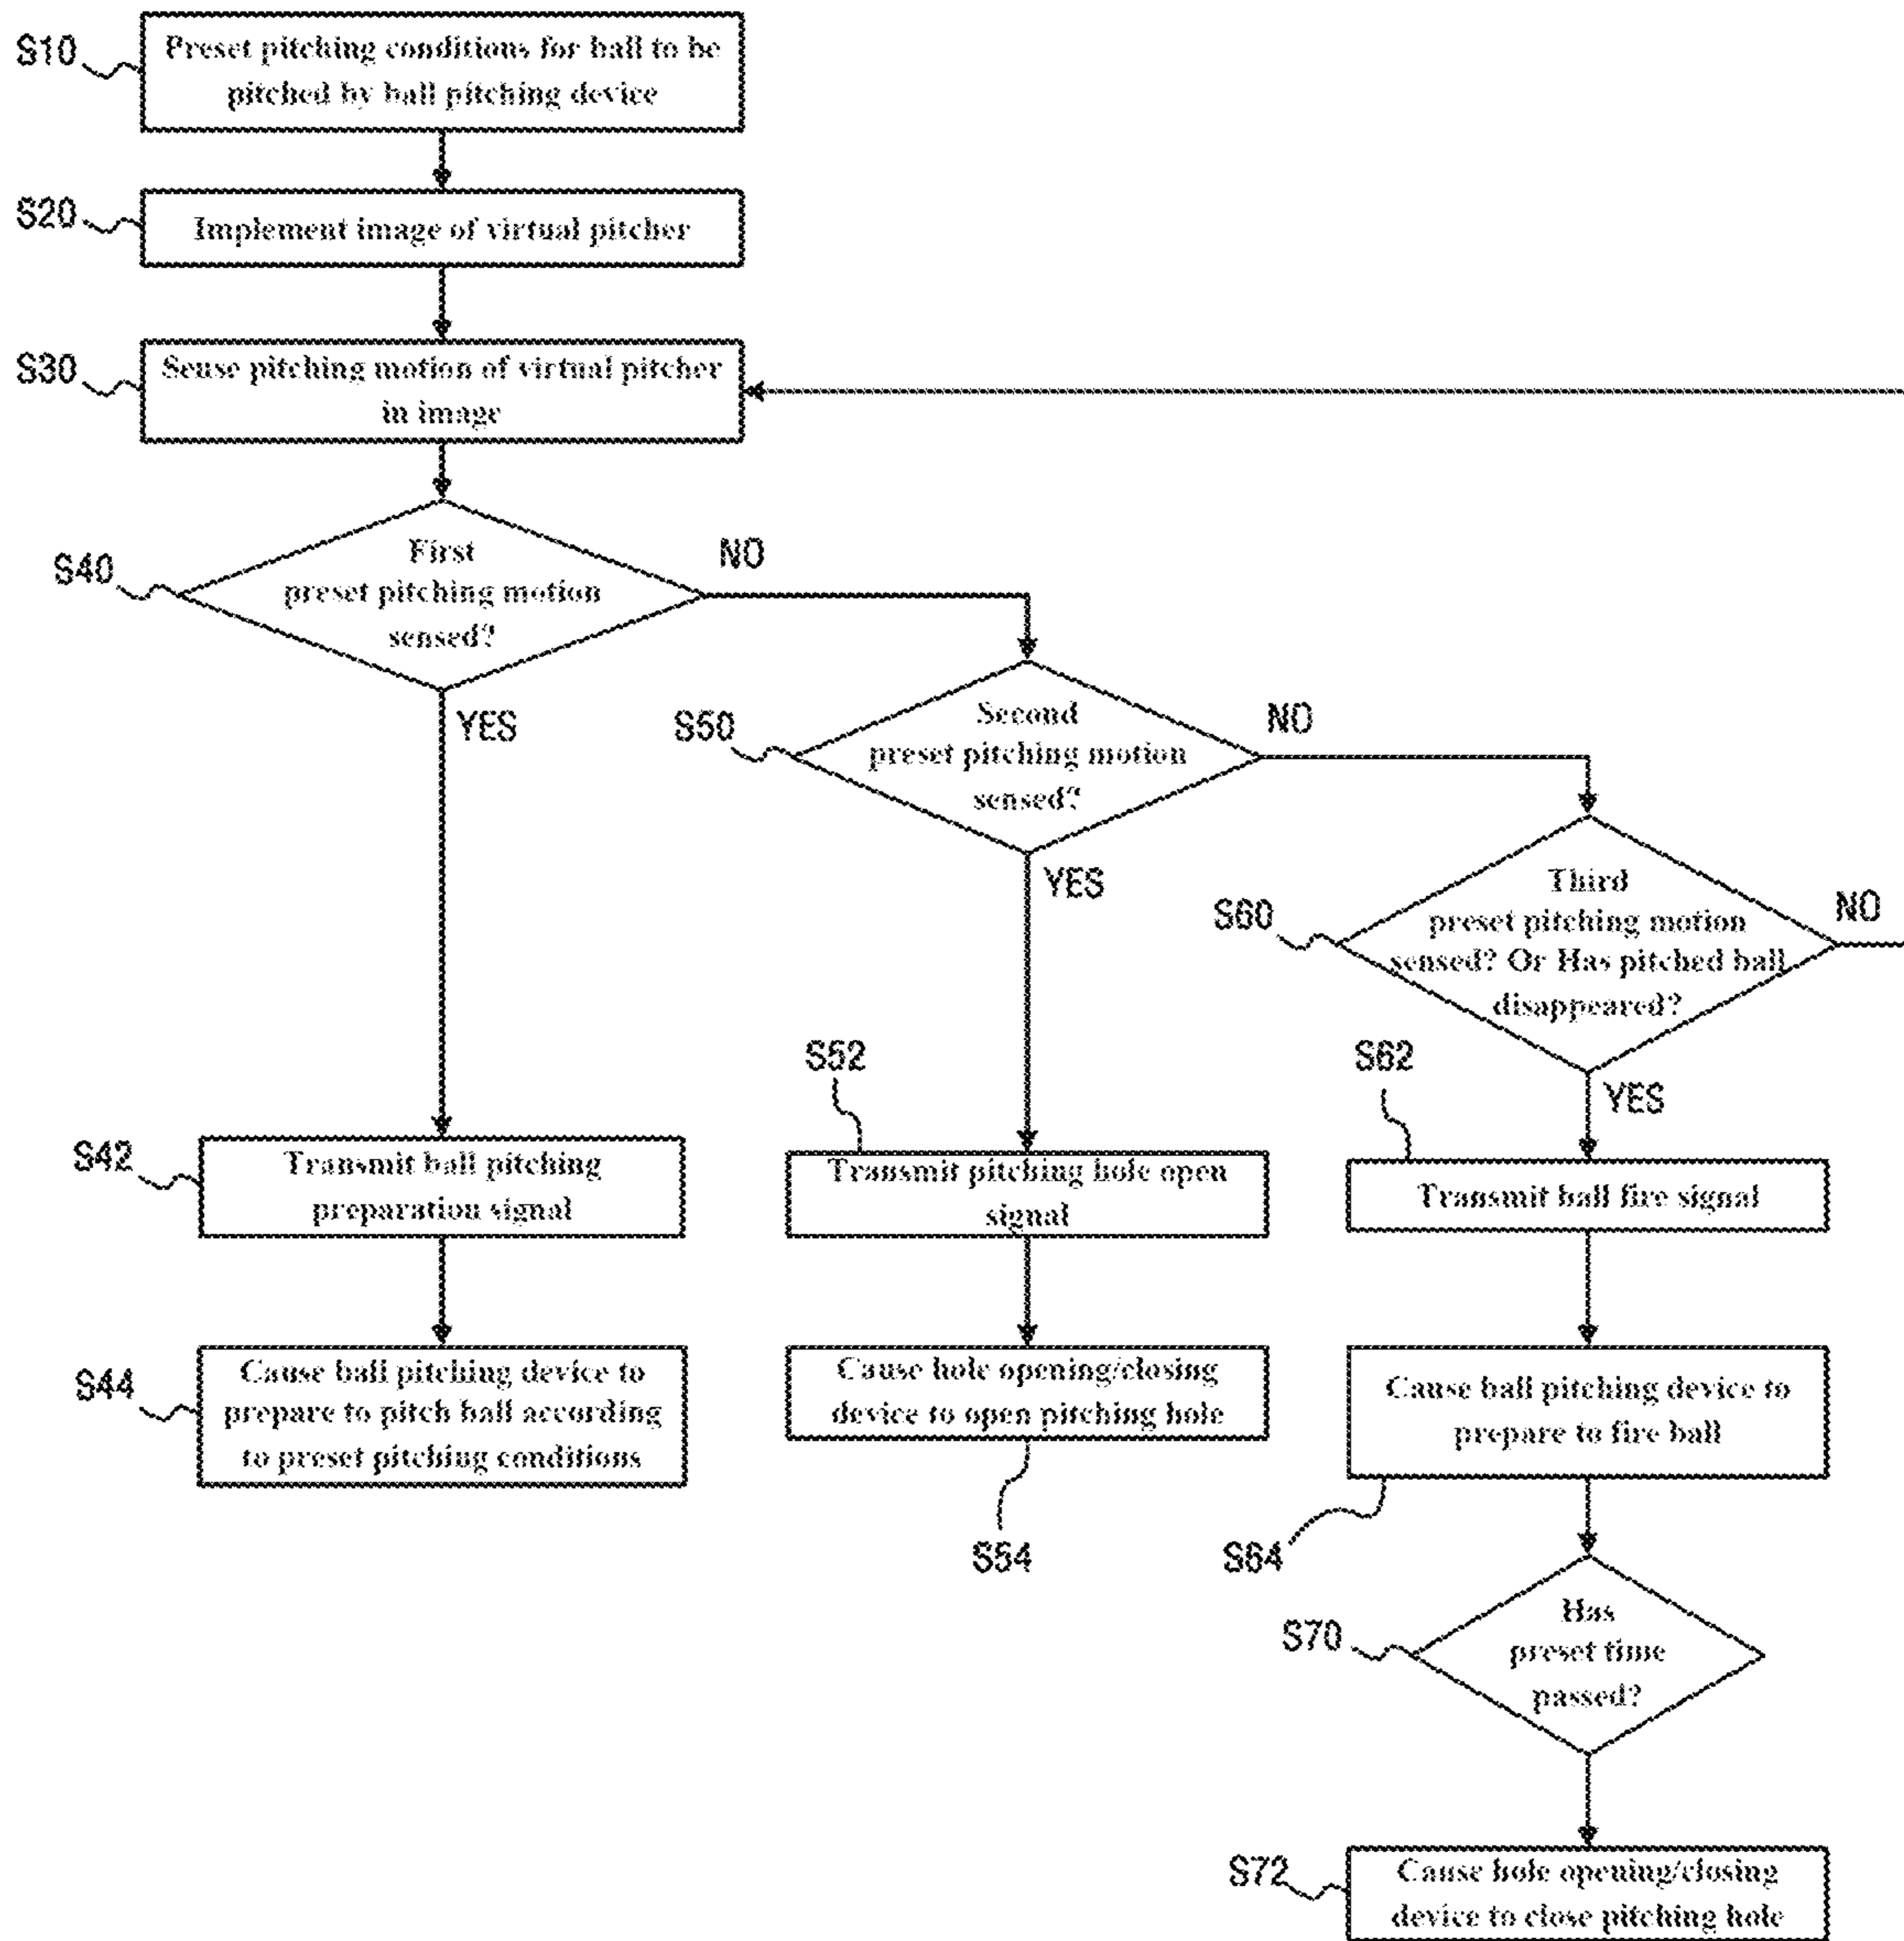 S10
Preset pitching conditions for ball to be
pitched by ball pitching device
S20
Implement image of virtual pitcher
S30
Sense pitching motion of virtual pitcher
in image
S40
First
preset pitching motion
sensed?
NO
YES
S50
Second
preset pitching motion
sensed?
NO
YES
S60
Third
preset pitching motion
sensed? Or Has pitched ball
disappeared?
NO
YES
S42
Transmit ball pitching
preparation signal
S52
Transmit pitching hole open
signal
S62
Transmit ball fire signal
S44
Cause ball pitching device to
prepare to pitch ball according
to preset pitching conditions
Cause hole opening/closing
device to open pitching hole
S54
Cause ball pitching device to
prepare to fire ball
S64
S70
Has
preset time
passed?
S72
Cause hole opening/closing
device to close pitching hole